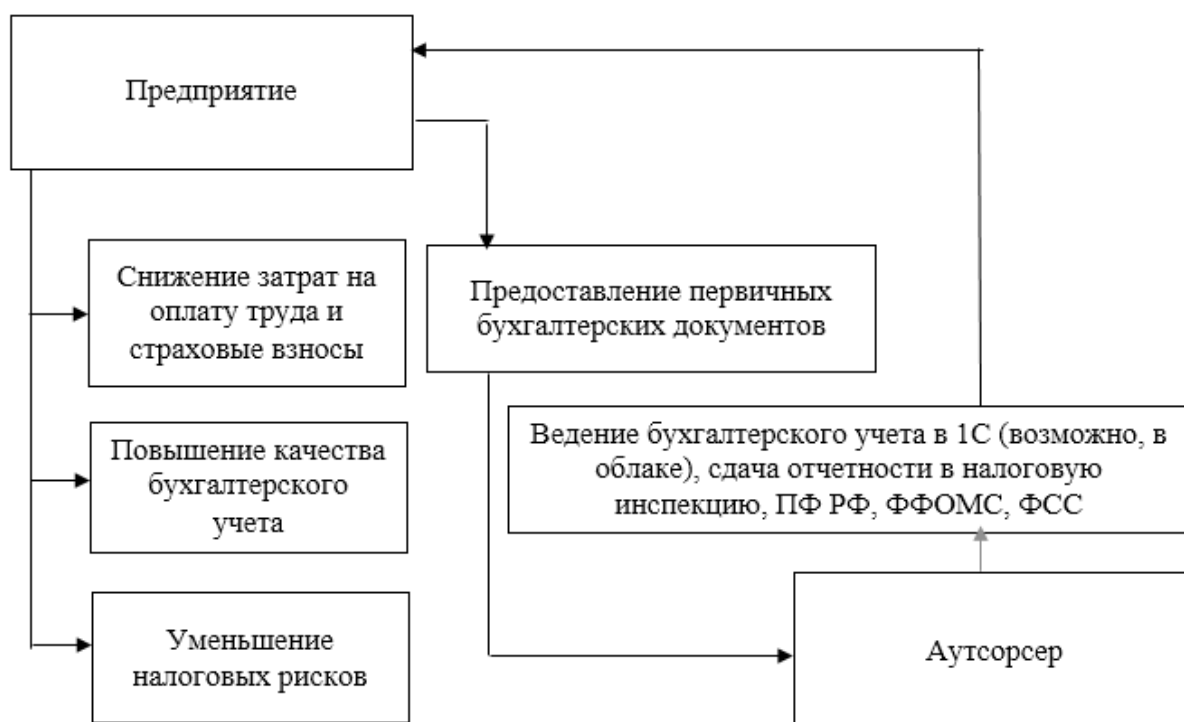 Предприятие
Снижение затрат на
оплату труда и
страховые взносы
Предоставление первичных
бухгалтерских документов
Повышение качества
бухгалтерского
учета
Ведение бухгалтерского учета в 1С (возможно, в
облаке), сдача отчетности в налоговую
инспекцию, ПФ РФ, ФФОМС, ФСС
Уменьшение
налоговых рисков
Аутсорсер